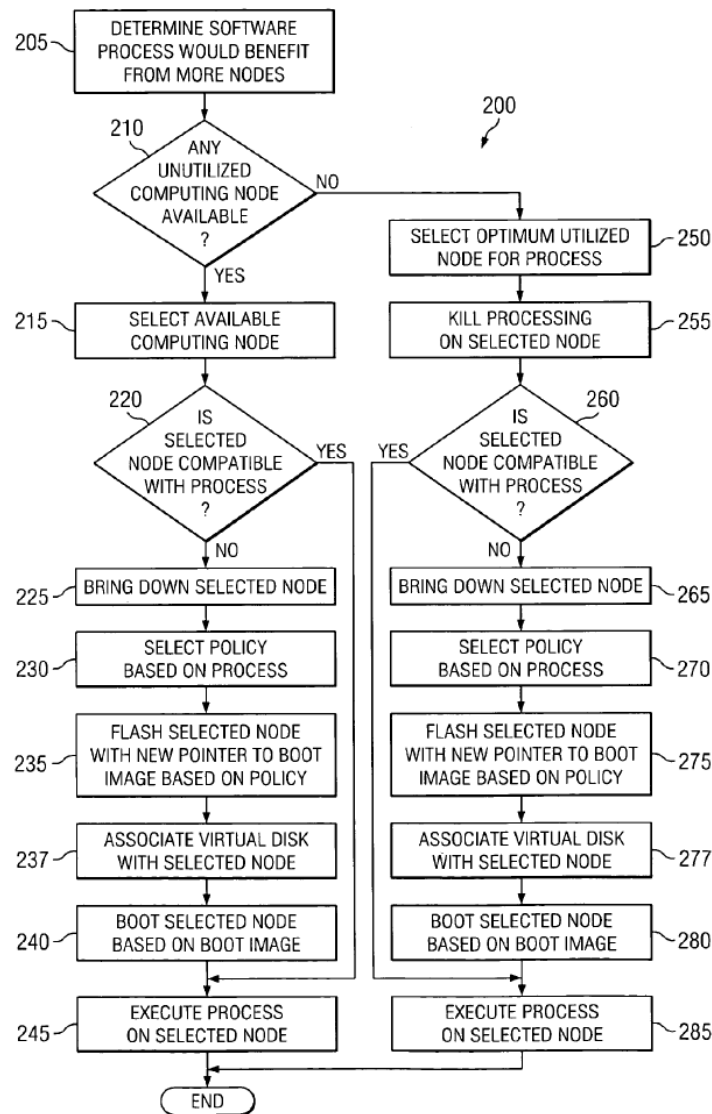 205
DETERMINE SOFTWARE
PROCESS WOULD BENEFIT
FROM MORE NODES
200
210
ANY
UNUTILIZED
COMPUTING NODE
AVAILABLE
?
NO
YES
215
SELECT AVAILABLE
COMPUTING NODE
220
IS
SELECTED
NODE COMPATIBLE
WITH PROCESS
?
YES
NO
225
BRING DOWN SELECTED NODE
230
SELECT POLICY
BASED ON PROCESS
235
FLASH SELECTED NODE
WITH NEW POINTER TO BOOT
IMAGE BASED ON POLICY
237
ASSOCIATE VIRTUAL DISK
WITH SELECTED NODE
240
BOOT SELECTED NODE
BASED ON BOOT IMAGE
245
EXECUTE PROCESS
ON SELECTED NODE
END
SELECT OPTIMUM UTILIZED
NODE FOR PROCESS
250
KILL PROCESSING
ON SELECTED NODE
255
260
IS
SELECTED
NODE COMPATIBLE
WITH PROCESS
?
YES
NO
BRING DOWN SELECTED NODE
265
SELECT POLICY
BASED ON PROCESS
270
FLASH SELECTED NODE
WITH NEW POINTER TO BOOT
IMAGE BASED ON POLICY
275
ASSOCIATE VIRTUAL DISK
WITH SELECTED NODE
277
BOOT SELECTED NODE
BASED ON BOOT IMAGE
280
EXECUTE PROCESS
ON SELECTED NODE
285